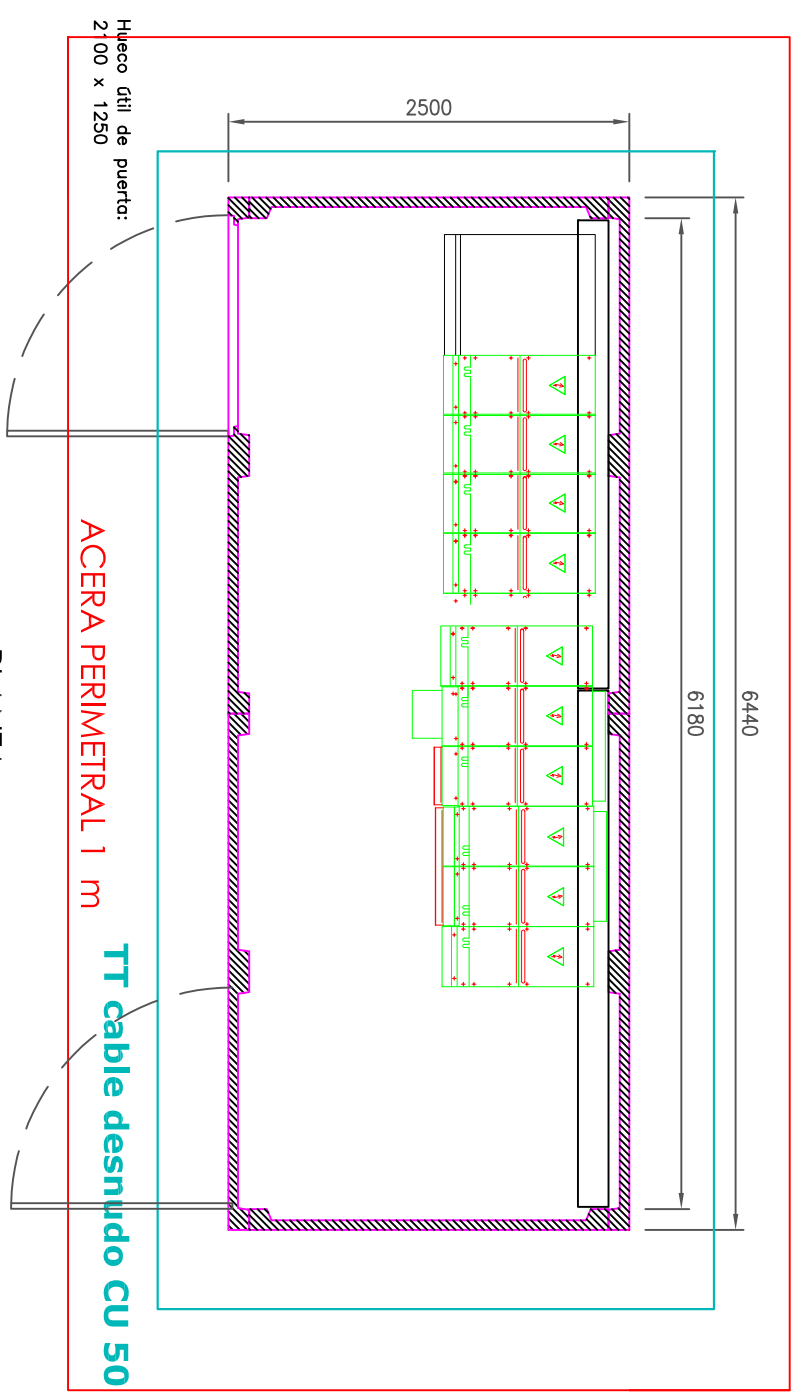 Hueco útil de puerta:
2100 x 1250
2500
6440
6180
ACERA PERIMETRAL 1 m
TT cable desnudo CU 50